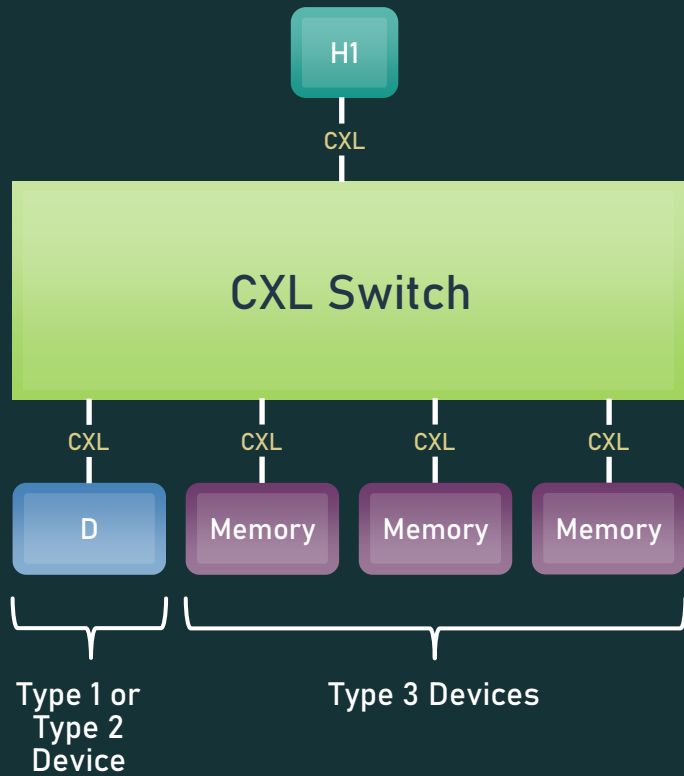 H1
CXL
CXL Switch
CXL CXL CXL CXL
D Memory Memory Memory
Type 1 or
Type 2
Device
Type 3 Devices